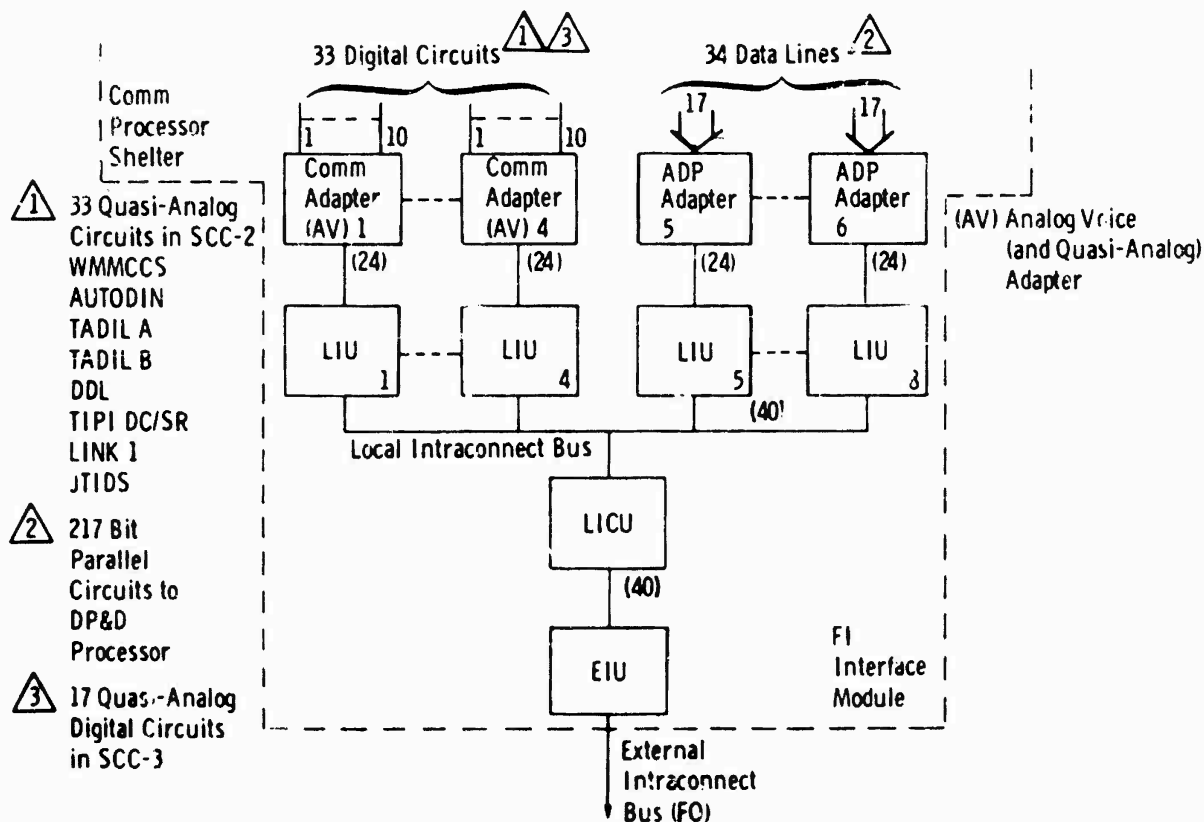 33 Digital Circuits 1 3
34 Data Lines 2
Comm
Processor
Shelter
1 10
1 10
17
17
Comm
Adapter
(AV) 1
Comm
Adapter
(AV) 4
ADP
Adapter
5
ADP
Adapter
6
(24)
(24)
(24)
(24)
LIU
1
LIU
4
LIU
5
LIU
8
(40)
Local Intraconnect Bus
LICU
(40)
EIU
FI
Interface
Module
External
Intraconnect
Bus (FO)
1 33 Quasi-Analog
Circuits in SCC-2
WMMCCS
AUTODIN
TADIL A
TADIL B
DDL
TIPI DC/SR
LINK 1
JTIDS
2 217 Bit
Parallel
Circuits to
DP&D
Processor
3 17 Quasi-Analog
Digital Circuits
in SCC-3
(AV) Analog Voice
(and Quasi-Analog)
Adapter